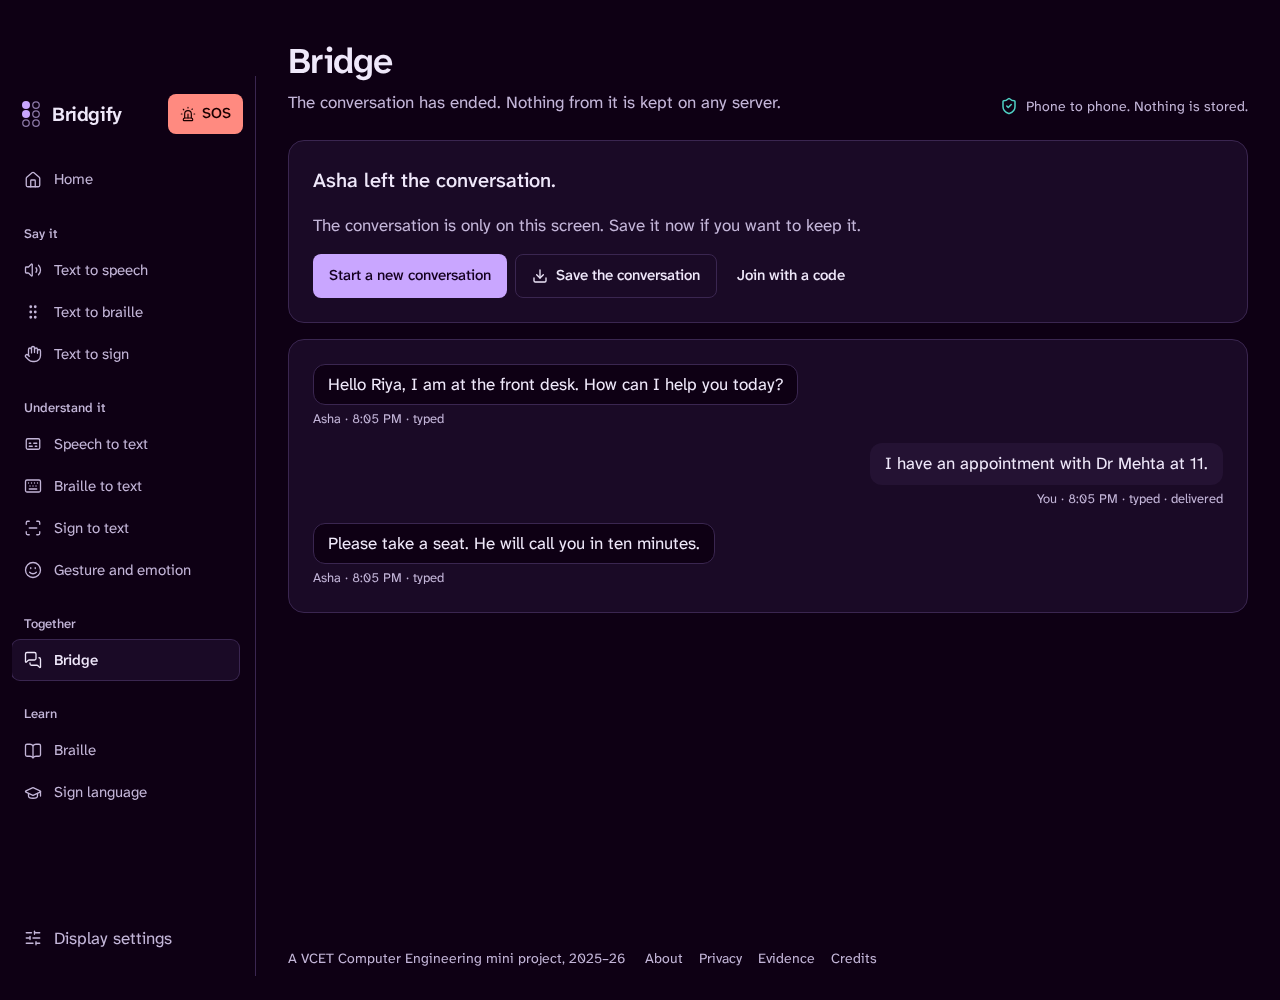 Bridgify
SOS
Home
Say it
Text to speech
Text to braille
Text to sign
Understand it
Speech to text
Braille to text
Sign to text
Gesture and emotion
Together
Bridge
Learn
Braille
Sign language
Display settings
Bridge
The conversation has ended. Nothing from it is kept on any server.
Phone to phone. Nothing is stored.
Asha left the conversation.
The conversation is only on this screen. Save it now if you want to keep it.
Start a new conversation
Save the conversation
Join with a code
Hello Riya, I am at the front desk. How can I help you today?
Asha · 8:05 PM · typed
I have an appointment with Dr Mehta at 11.
You · 8:05 PM · typed · delivered
Please take a seat. He will call you in ten minutes.
Asha · 8:05 PM · typed
A VCET Computer Engineering mini project, 2025–26
About
Privacy
Evidence
Credits